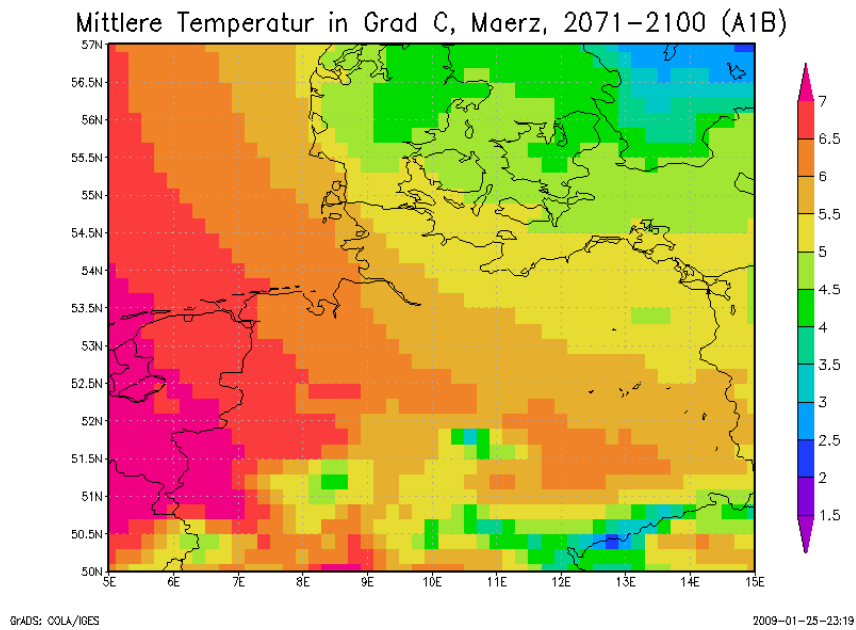 Mittlere Temperatur in Grad C, Maerz, 2071-2100 (A1B)
57N
56.5N
56N
55.5N
55N
54.5N
54N
53.5N
53N
52.5N
52N
51.5N
51N
50.5N
50N
5E 6E 7E 8E 9E 10E 11E 12E 13E 14E 15E
7
6.5
6
5.5
5
4.5
4
3.5
3
2.5
2
1.5
GrADS: COLA/IGES
2009-01-25-23:19